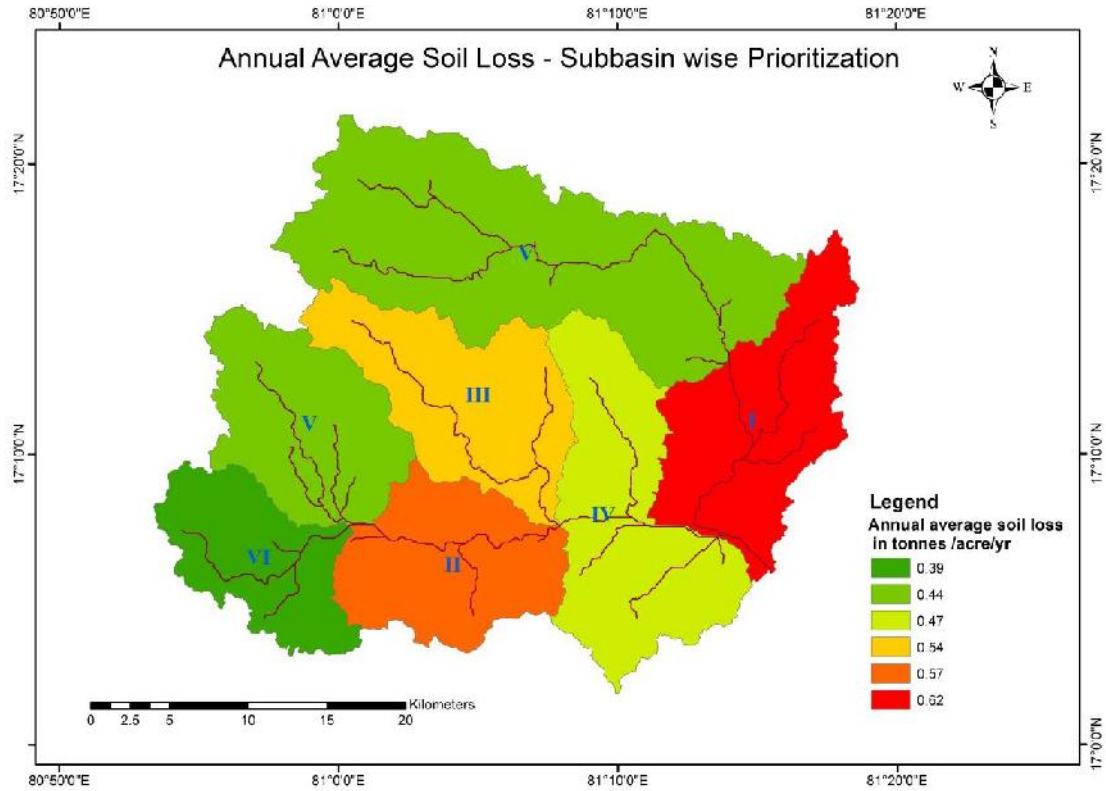 80°50'0"E 81°0'0"E 81°10'0"E 81°20'0"E
Annual Average Soil Loss - Subbasin wise Prioritization
N
W E
S
17°20'0"N 17°20'0"N
V
III
V
I
17°10'0"N 17°10'0"N
IV
VI
II
Legend
Annual average soil loss
in tonnes /acre/yr
0.39
0.44
0.47
0.54
0.57
0.62
Kilometers
0 2.5 5 10 15 20
17°0'0"N 17°0'0"N
80°50'0"E 81°0'0"E 81°10'0"E 81°20'0"E